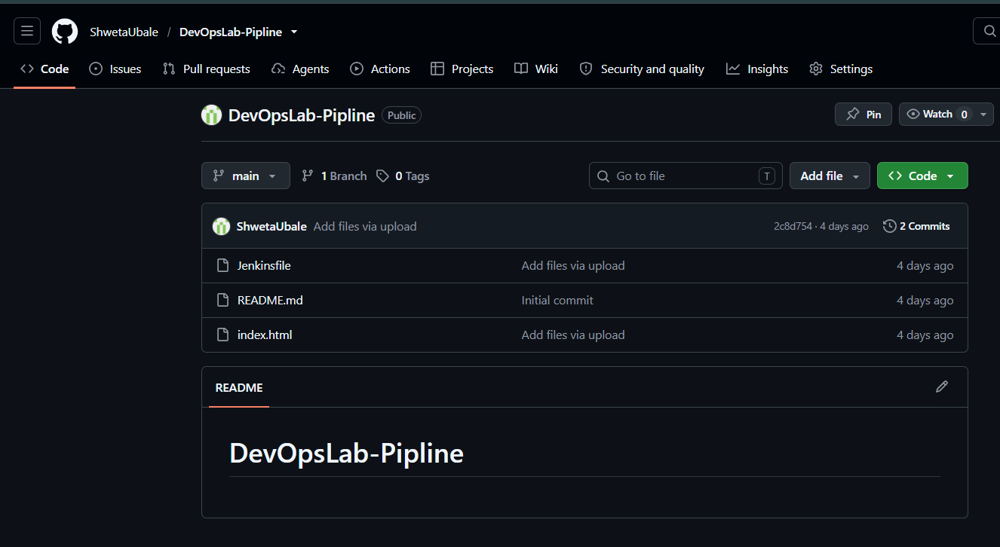 ShwetaUbale / DevOpsLab-Pipline
Code Issues Pull requests Agents Actions Projects Wiki Security and quality Insights Settings
DevOpsLab-Pipline Public Pin Watch 0
main 1 Branch 0 Tags Go to file T Add file Code
ShwetaUbale Add files via upload 2c8d754 · 4 days ago 2 Commits
Jenkinsfile Add files via upload 4 days ago
README.md Initial commit 4 days ago
index.html Add files via upload 4 days ago
README
DevOpsLab-Pipline